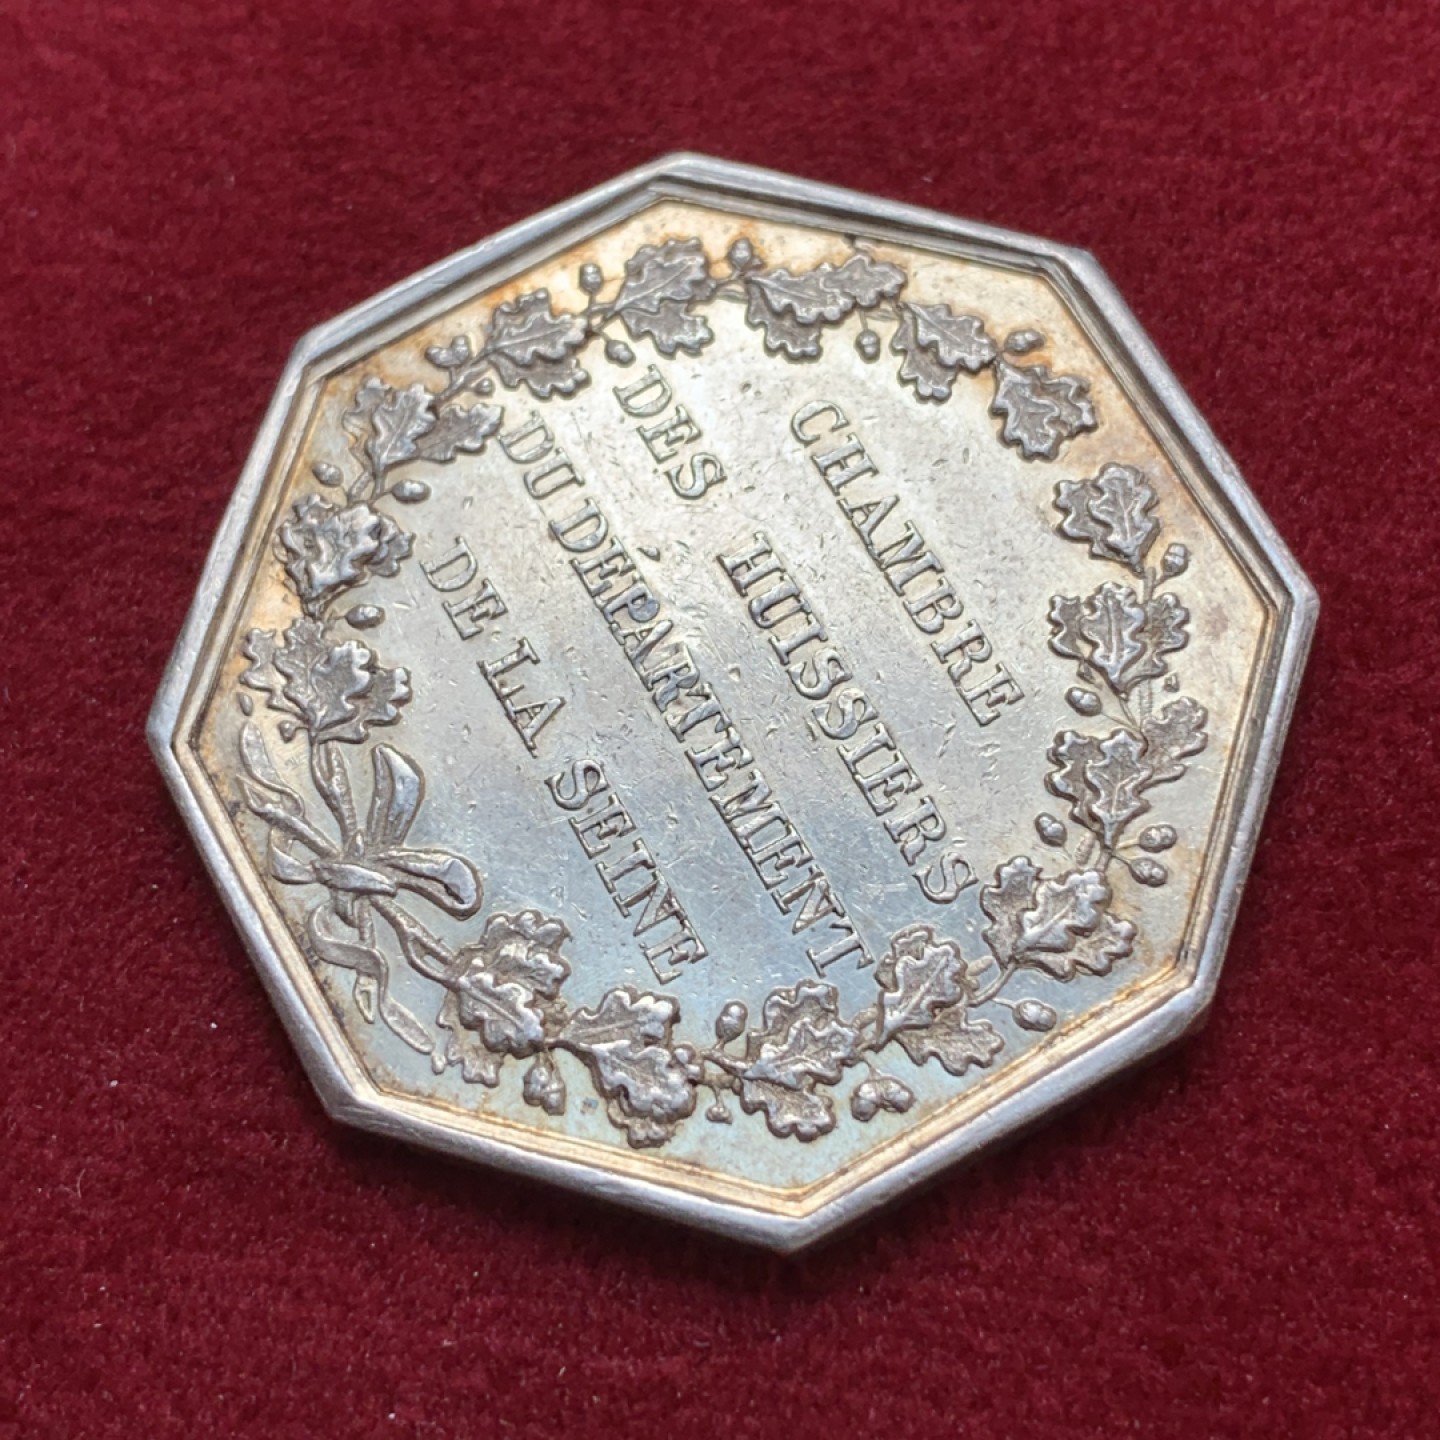 CHAMBRE
DES HUISSIERS
DU DÉPARTEMENT
DE LA SEINE